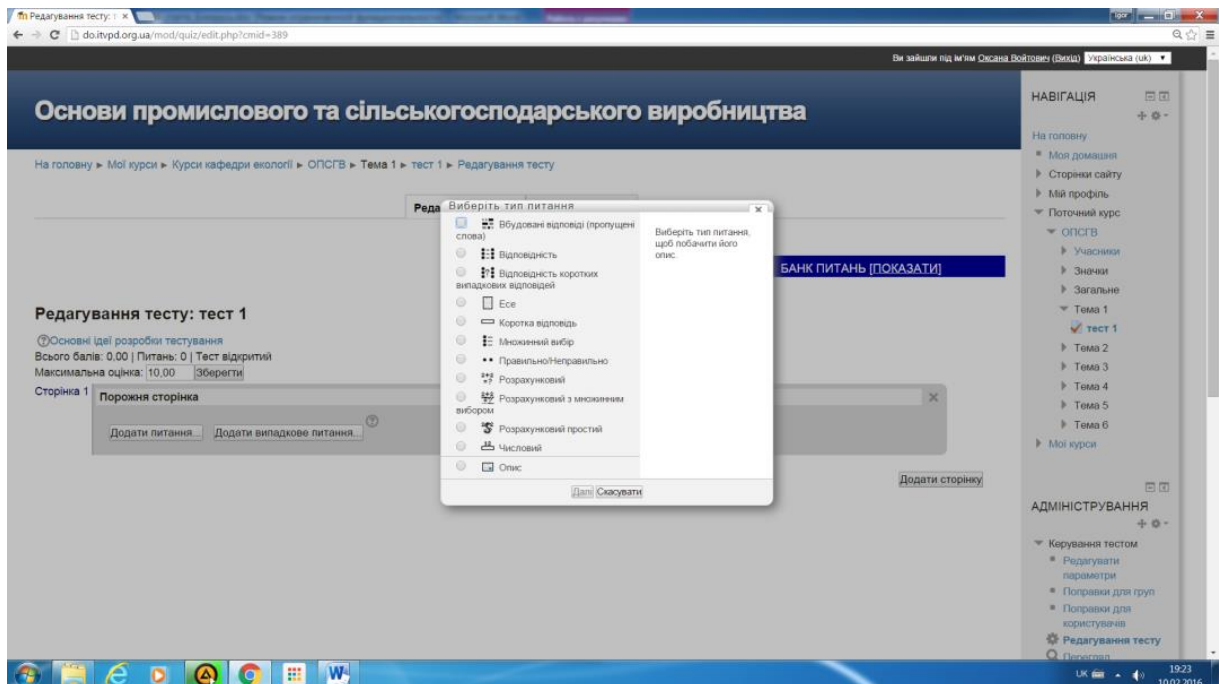 Редагування тесту: т
Igor
do.itvpd.org.ua/mod/quiz/edit.php?cmid=389
Ви зайшли під ім'ям Оксана Войтович (Вихід) Українська (uk)
Основи промислового та сільськогосподарського виробництва
На головну ► Мої курси ► Курси кафедри екології ► ОПСГВ ► Тема 1 ► тест 1 ► Редагування тесту
Реда
БАНК ПИТАНЬ [ПОКАЗАТИ]
Редагування тесту: тест 1
Основні ідеї розробки тестування
Всього балів: 0,00 | Питань: 0 | Тест відкритий
Максимальна оцінка: 10,00 Зберегти
Сторінка 1 Порожня сторінка
Додати питання... Додати випадкове питання...
Додати сторінку
Виберіть тип питання
Вбудовані відповіді (пропущені
слова)
Відповідність
Відповідність коротких
випадкових відповідей
Есе
Коротка відповідь
Множинний вибір
Правильно/Неправильно
Розрахунковий
Розрахунковий з множинним
вибором
Розрахунковий простий
Числовий
Опис
Виберіть тип питання,
щоб побачити його
опис.
Далі Скасувати
НАВІГАЦІЯ
На головну
Моя домашня
Сторінки сайту
Мій профіль
Поточний курс
ОПСГВ
Учасники
Значки
Загальне
Тема 1
тест 1
Тема 2
Тема 3
Тема 4
Тема 5
Тема 6
Мої курси
АДМІНІСТРУВАННЯ
Керування тестом
Редагувати
параметри
Поправки для груп
Поправки для
користувачів
Редагування тесту
Перегляд
UK
19:23
10.02.2016